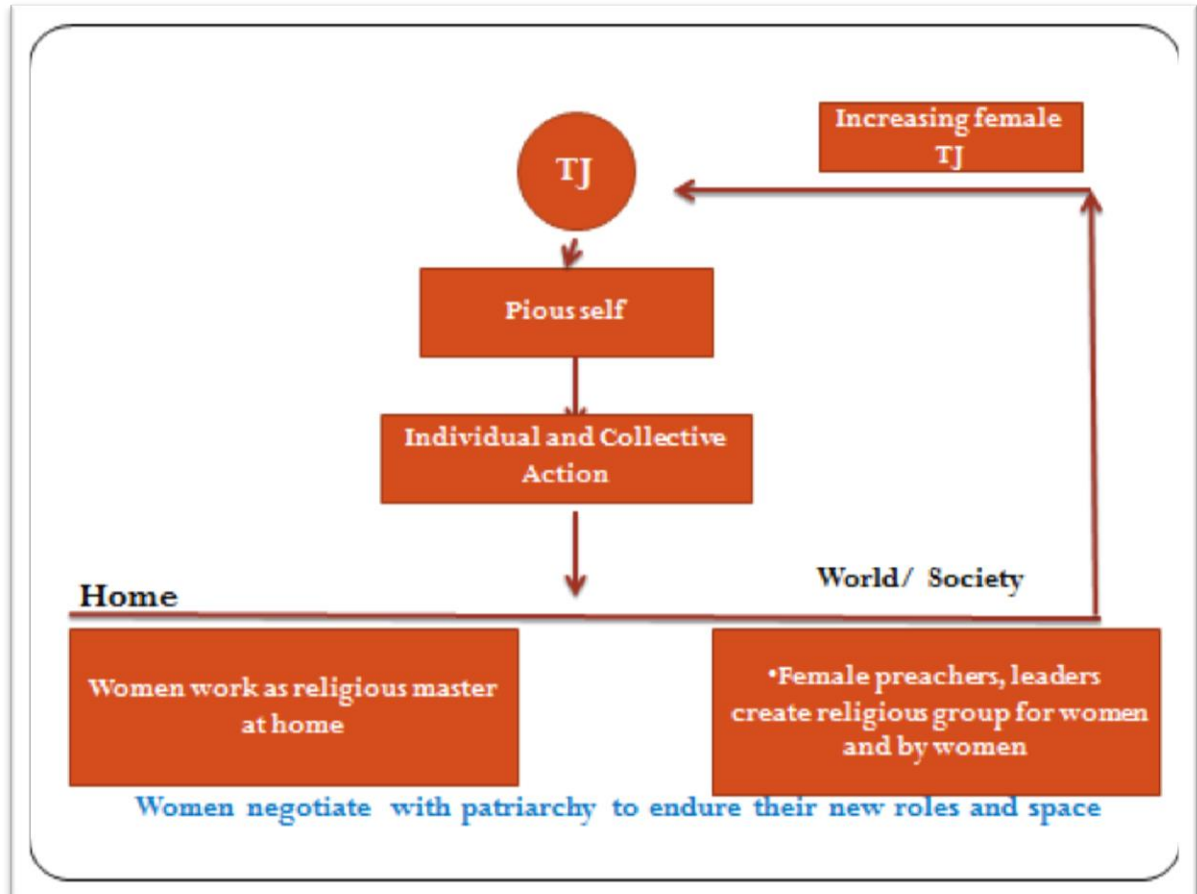 Increasing female
TJ
TJ
Pious self
Individual and Collective
Action
World/ Society
Home
Women work as religious master
at home
•Female preachers, leaders
create religious group for women
and by women
Women negotiate with patriarchy to endure their new roles and space